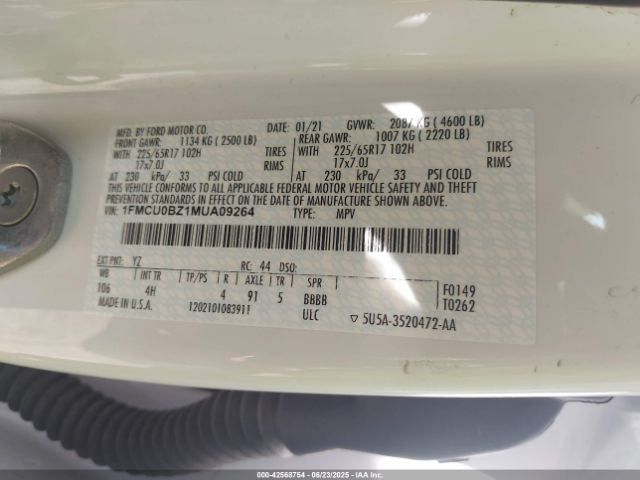 MFG. BY FORD MOTOR CO. DATE: 01/21 GVWR: 2087 KG ( 4600 LB)
FRONT GAWR: 1134 KG ( 2500 LB) REAR GAWR: 1007 KG ( 2220 LB)
WITH 225/65R17 102H TIRES WITH 225/65R17 102H TIRES
17x7.0J RIMS 17x7.0J RIMS
AT 230 kPa/ 33 PSI COLD AT 230 kPa/ 33 PSI COLD
THIS VEHICLE CONFORMS TO ALL APPLICABLE FEDERAL MOTOR VEHICLE SAFETY AND THEFT
PREVENTION STANDARDS IN EFFECT ON THE DATE OF MANUFACTURE SHOWN ABOVE.
VIN: 1FMCU0BZ1MUA09264 TYPE: MPV
EXT PNT: YZ RC: 44 DSO:
WB INT TR TP/PS R AXLE TR SPR F0149
106 4H 4 91 5 BBBB T0262
MADE IN U.S.A. 1202101083911 ULC ▽ 5U5A-3520472-AA
000-42568754 - 06/23/2025 - IAAI.COM